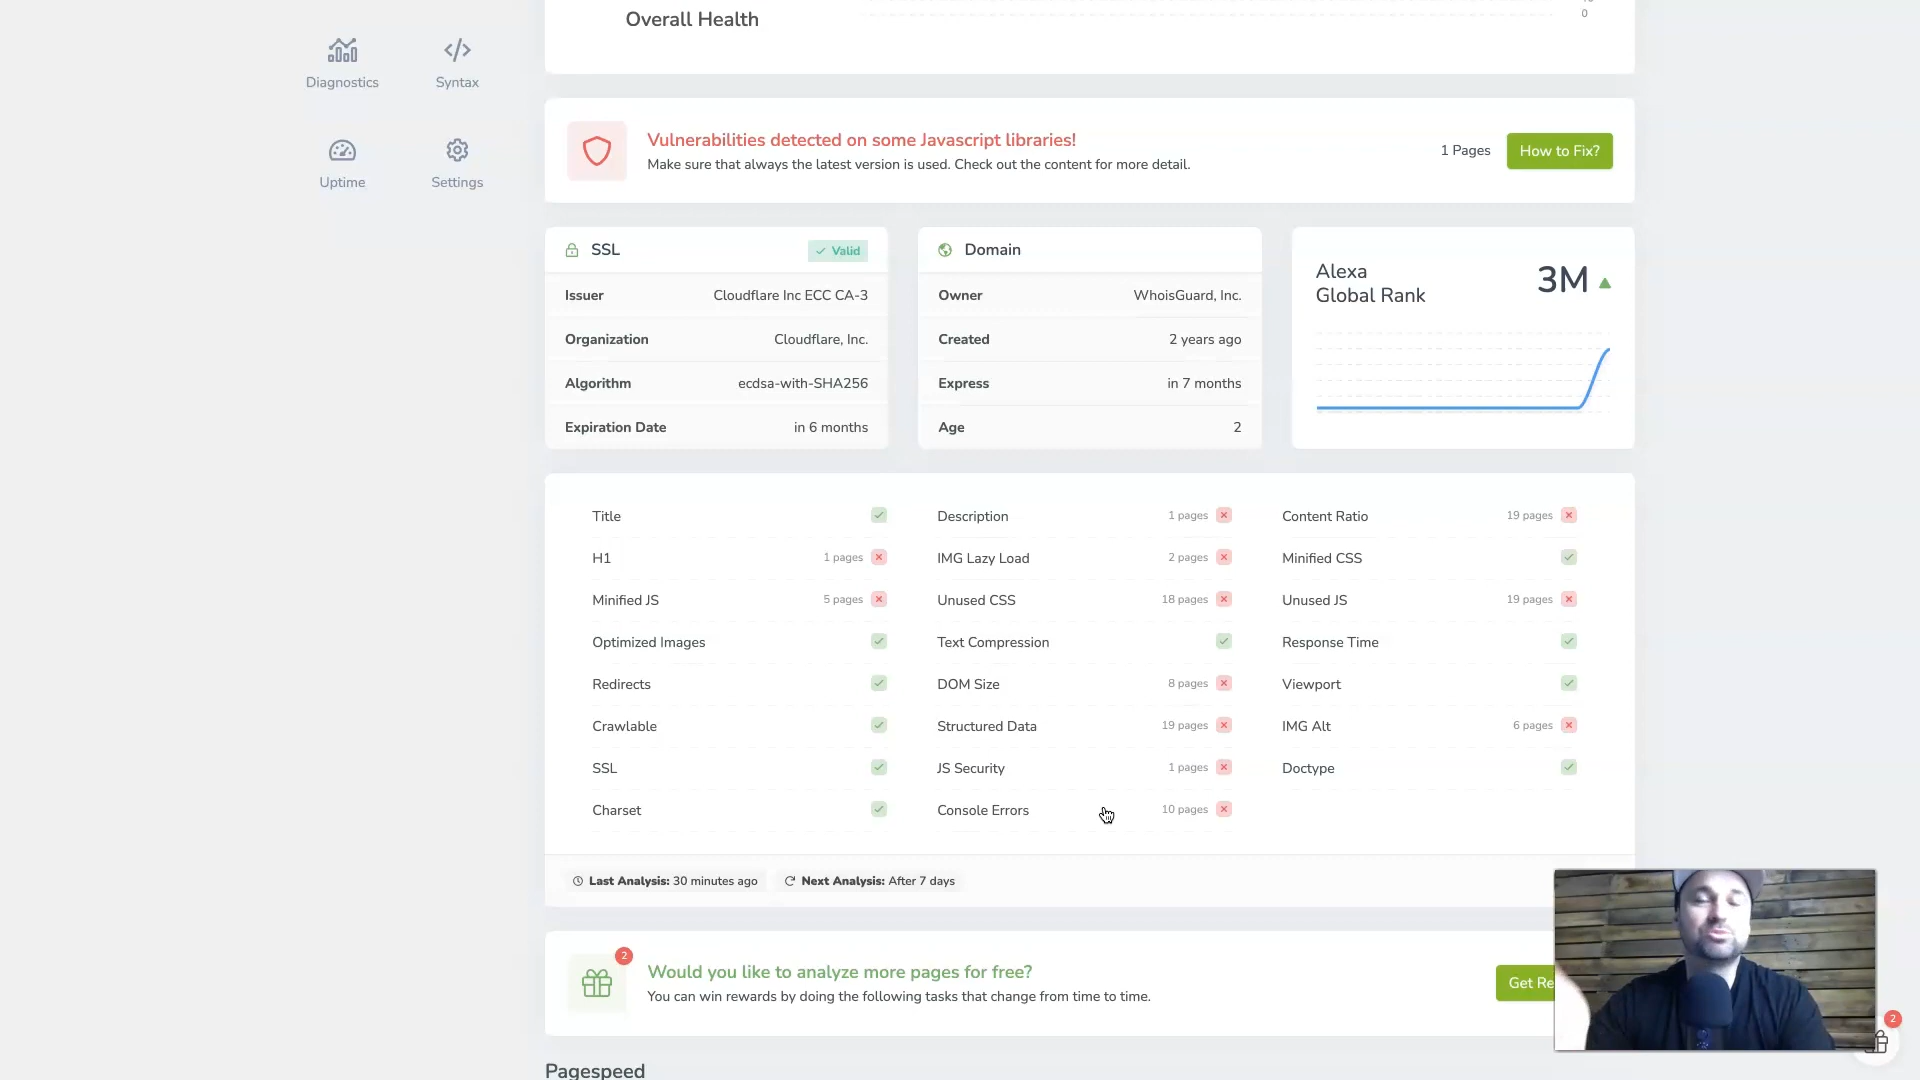 Overall Health
0
Diagnostics
Syntax
Uptime
Settings
Vulnerabilities detected on some Javascript libraries!
Make sure that always the latest version is used. Check out the content for more detail.
1 Pages
How to Fix?
SSL
Valid
Issuer Cloudflare Inc ECC CA-3
Organization Cloudflare, Inc.
Algorithm ecdsa-with-SHA256
Expiration Date in 6 months
Domain
Owner WhoisGuard, Inc.
Created 2 years ago
Express in 7 months
Age 2
Alexa
Global Rank
3M
Title
Description 1 pages
Content Ratio 19 pages
H1 1 pages
IMG Lazy Load 2 pages
Minified CSS
Minified JS 5 pages
Unused CSS 18 pages
Unused JS 19 pages
Optimized Images
Text Compression
Response Time
Redirects
DOM Size 8 pages
Viewport
Crawlable
Structured Data 19 pages
IMG Alt 6 pages
SSL
JS Security 1 pages
Doctype
Charset
Console Errors 10 pages
Last Analysis: 30 minutes ago
Next Analysis: After 7 days
2
Would you like to analyze more pages for free?
You can win rewards by doing the following tasks that change from time to time.
Get Re
2
Pagespeed